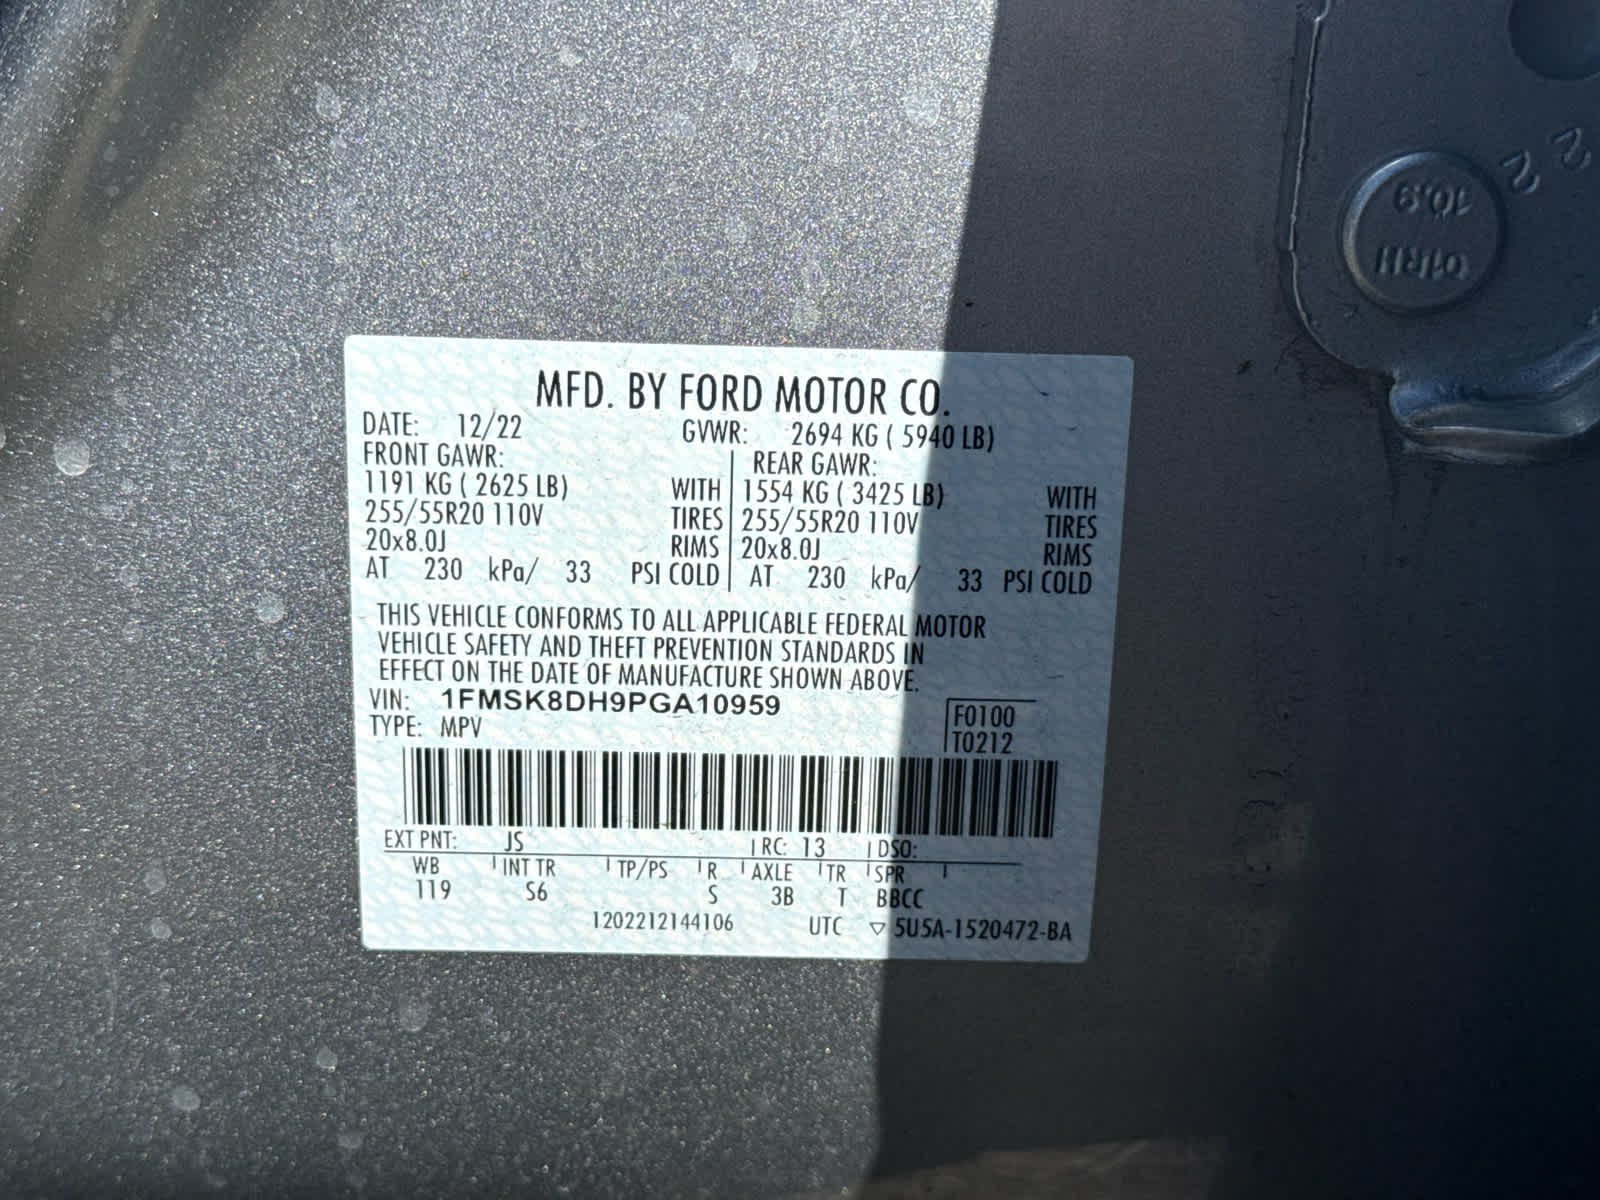 MFD. BY FORD MOTOR CO.
DATE: 12/22 GVWR: 2694 KG ( 5940 LB)
FRONT GAWR: REAR GAWR:
1191 KG ( 2625 LB) WITH 1554 KG ( 3425 LB) WITH
255/55R20 110V TIRES 255/55R20 110V TIRES
20x8.0J RIMS 20x8.0J RIMS
AT 230 kPa/ 33 PSI COLD AT 230 kPa/ 33 PSI COLD
THIS VEHICLE CONFORMS TO ALL APPLICABLE FEDERAL MOTOR
VEHICLE SAFETY AND THEFT PREVENTION STANDARDS IN
EFFECT ON THE DATE OF MANUFACTURE SHOWN ABOVE.
VIN: 1FMSK8DH9PGA10959
TYPE: MPV
F0100
T0212
EXT PNT: JS RC: 13 DSO:
WB INT TR TP/PS R AXLE TR SPR
119 S6 S 3B T BBCC
1202212144106 UTC ▽ 5U5A-1520472-BA
01RH
10.9
22